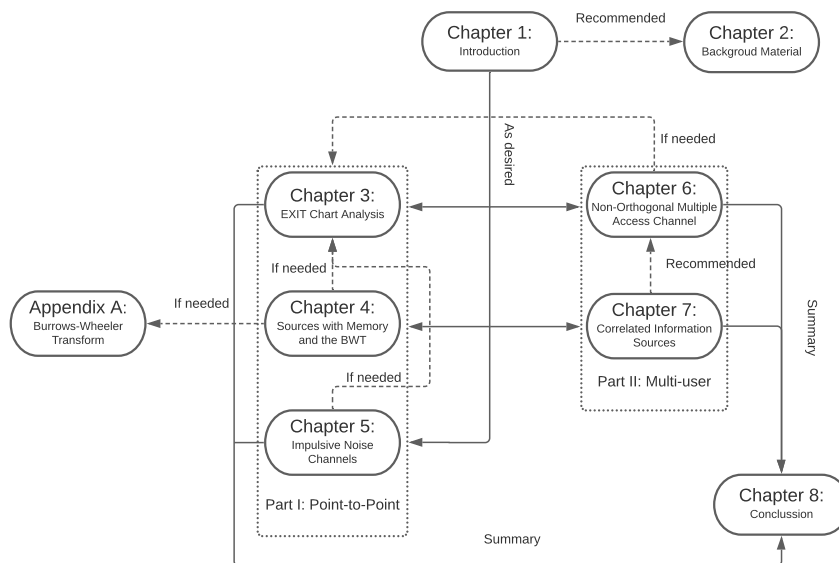 Chapter 1:
Introduction
Recommended
Chapter 2:
Backgroud Material
As desired
If needed
Chapter 3:
EXIT Chart Analysis
Chapter 6:
Non-Orthogonal Multiple
Access Channel
If needed
Recommended
Appendix A:
Burrows-Wheeler
Transform
If needed
Chapter 4:
Sources with Memory
and the BWT
Chapter 7:
Correlated Information
Sources
Summary
If needed
Part II: Multi-user
Chapter 5:
Impulsive Noise
Channels
Part I: Point-to-Point
Chapter 8:
Conclussion
Summary